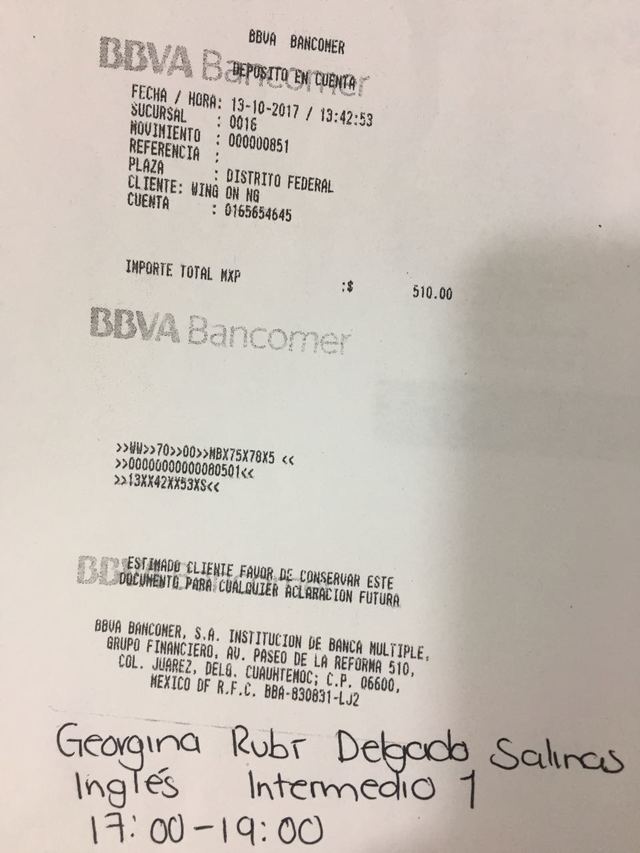 BBVA BANCOMER
BBVA Bancomer
DEPOSITO EN CUENTA
FECHA / HORA: 13-10-2017 / 13:42:53
SUCURSAL : 0016
MOVIMIENTO : 000000851
REFERENCIA :
PLAZA : DISTRITO FEDERAL
CLIENTE: WING ON NG
CUENTA : 0165654645
IMPORTE TOTAL MXP :$ 510.00
BBVA Bancomer
>>WW>>70>>00>>MBX75X78X5 <<
>>00000000000080501<<
>>13XX42XX53XS<<
BBVA Bancomer
ESTIMADO CLIENTE FAVOR DE CONSERVAR ESTE
DOCUMENTO PARA CUALQUIER ACLARACION FUTURA
BBVA BANCOMER, S.A. INSTITUCION DE BANCA MULTIPLE,
GRUPO FINANCIERO, AV. PASEO DE LA REFORMA 510,
COL. JUAREZ, DELG. CUAUHTEMOC; C.P. 06600,
MEXICO DF R.F.C. BBA-830831-LJ2
Georgina Rubí Delgado Salinas
Inglés Intermedio 1
17:00-19:00